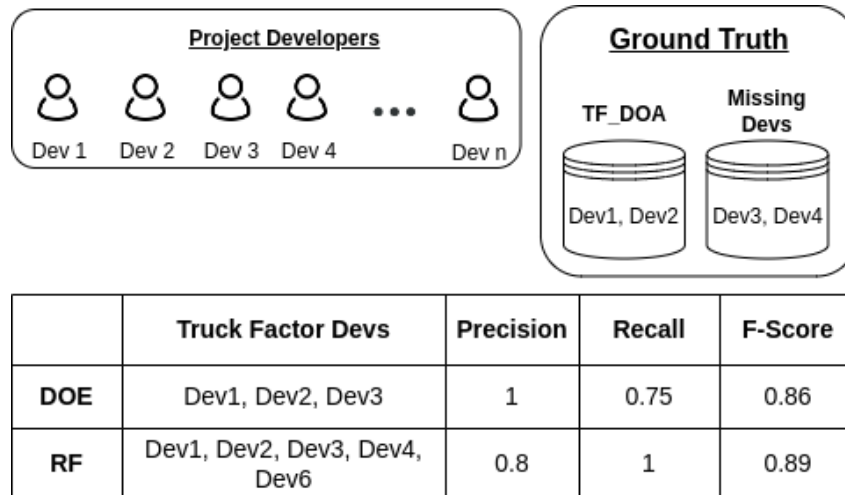 Project Developers
Dev 1 Dev 2 Dev 3 Dev 4 ... Dev n
Ground Truth
TF_DOA
Missing
Devs
Dev1, Dev2
Dev3, Dev4
Truck Factor Devs Precision Recall F-Score
DOE Dev1, Dev2, Dev3 1 0.75 0.86
RF Dev1, Dev2, Dev3, Dev4,
Dev6 0.8 1 0.89